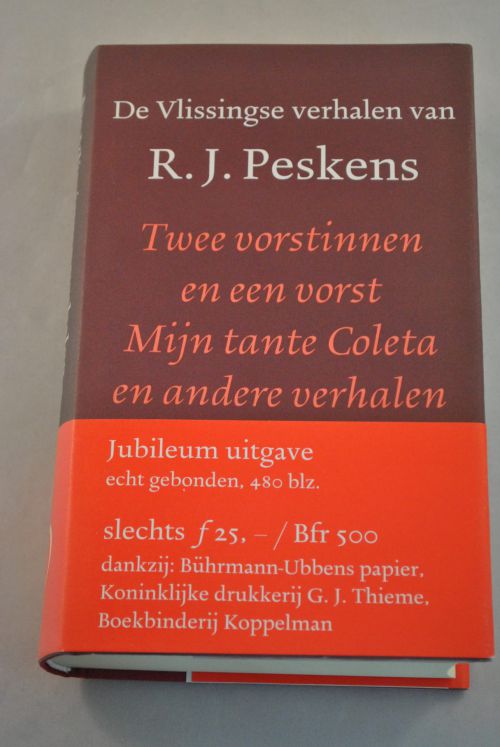 De Vlissingse verhalen van
R. J. Peskens
Twee vorstinnen
en een vorst
Mijn tante Coleta
en andere verhalen
Jubileum uitgave
echt gebonden, 480 blz.
slechts ƒ 25, – / Bfr 500
dankzij: Bührmann-Ubbens papier,
Koninklijke drukkerij G. J. Thieme,
Boekbinderij Koppelman